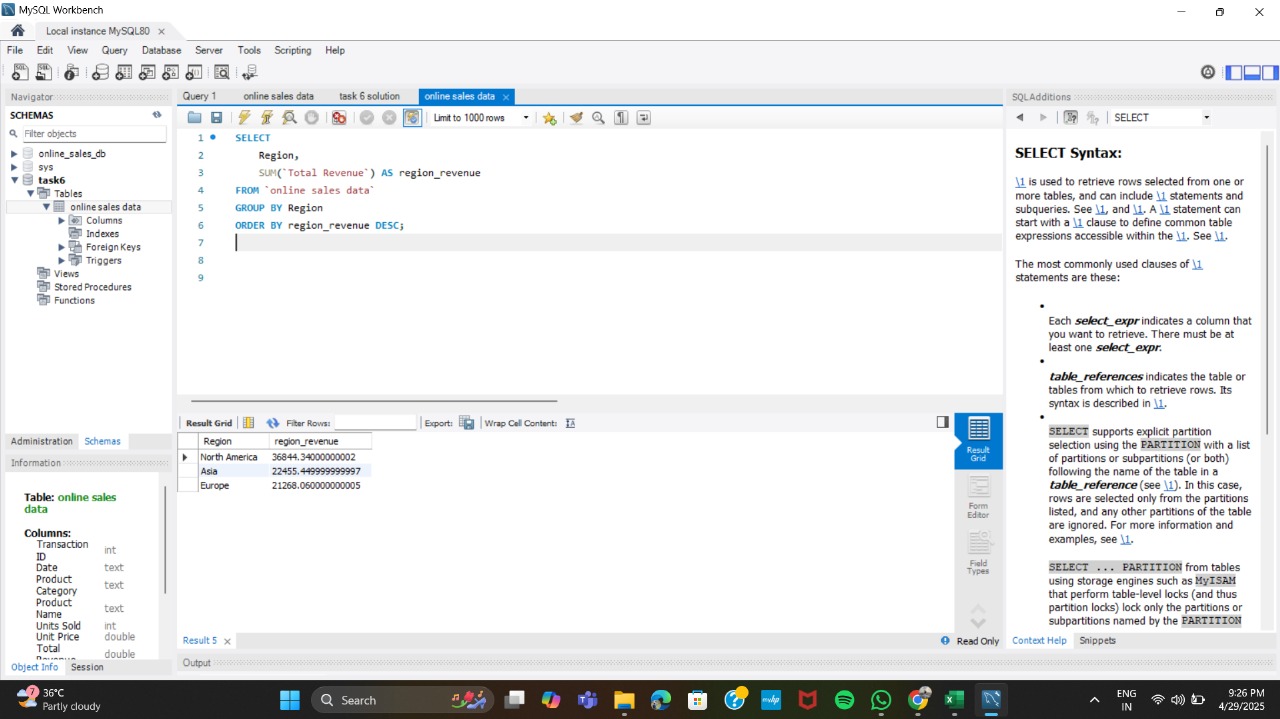 MySQL Workbench
Local instance MySQL80
File Edit View Query Database Server Tools Scripting Help
Navigator
SCHEMAS
Filter objects
online_sales_db
sys
task6
Tables
online sales data
Columns
Indexes
Foreign Keys
Triggers
Views
Stored Procedures
Functions
Administration Schemas
Information
Table: online sales
data
Columns:
Transaction
ID int
Date text
Product
Category text
Product
Name text
Units Sold int
Unit Price double
Total
Revenue double
Object Info Session
Query 1 online sales data task 6 solution online sales data
Limit to 1000 rows
1 SELECT
2 Region,
3 SUM(`Total Revenue`) AS region_revenue
4 FROM `online sales data`
5 GROUP BY Region
6 ORDER BY region_revenue DESC;
7
8
9
Result Grid Filter Rows: Export: Wrap Cell Content: IA
Region region_revenue
North America 36844.34000000002
Asia 22455.449999999997
Europe 21268.060000000005
Result
Grid
Form
Editor
Field
Types
Result 5 Read Only
Output
SQLAdditions
SELECT
SELECT Syntax:
\1 is used to retrieve rows selected from one or
more tables, and can include \1 statements and
subqueries. See \1, and \1. A \1 statement can
start with a \1 clause to define common table
expressions accessible within the \1. See \1.
The most commonly used clauses of \1
statements are these:
Each select_expr indicates a column that
you want to retrieve. There must be at
least one select_expr.
table_references indicates the table or
tables from which to retrieve rows. Its
syntax is described in \1.
SELECT supports explicit partition
selection using the PARTITION with a list
of partitions or subpartitions (or both)
following the name of the table in a
table_reference (see \1). In this case,
rows are selected only from the partitions
listed, and any other partitions of the table
are ignored. For more information and
examples, see \1.
SELECT ... PARTITION from tables
using storage engines such as MyISAM
that perform table-level locks (and thus
partition locks) lock only the partitions or
subpartitions named by the PARTITION
Context Help Snippets
7
36°C
Partly cloudy
Search
ENG
IN
9:26 PM
4/29/2025